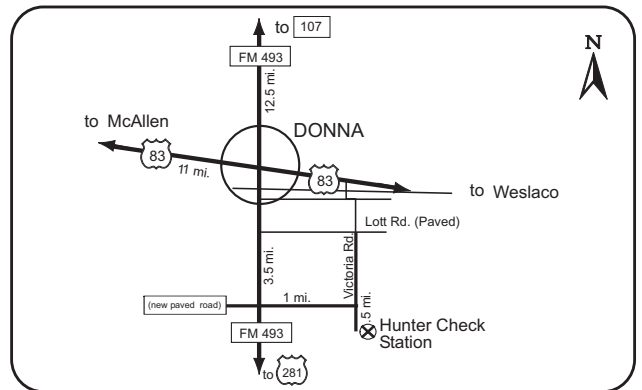 to 107
N
FM 493
12.5 mi.
to McAllen
DONNA
83
11 mi.
83
to Weslaco
Lott Rd. (Paved)
3.5 mi.
Victoria Rd.
(new paved road)
1 mi.
.5 mi.
FM 493
Hunter Check
Station
to 281